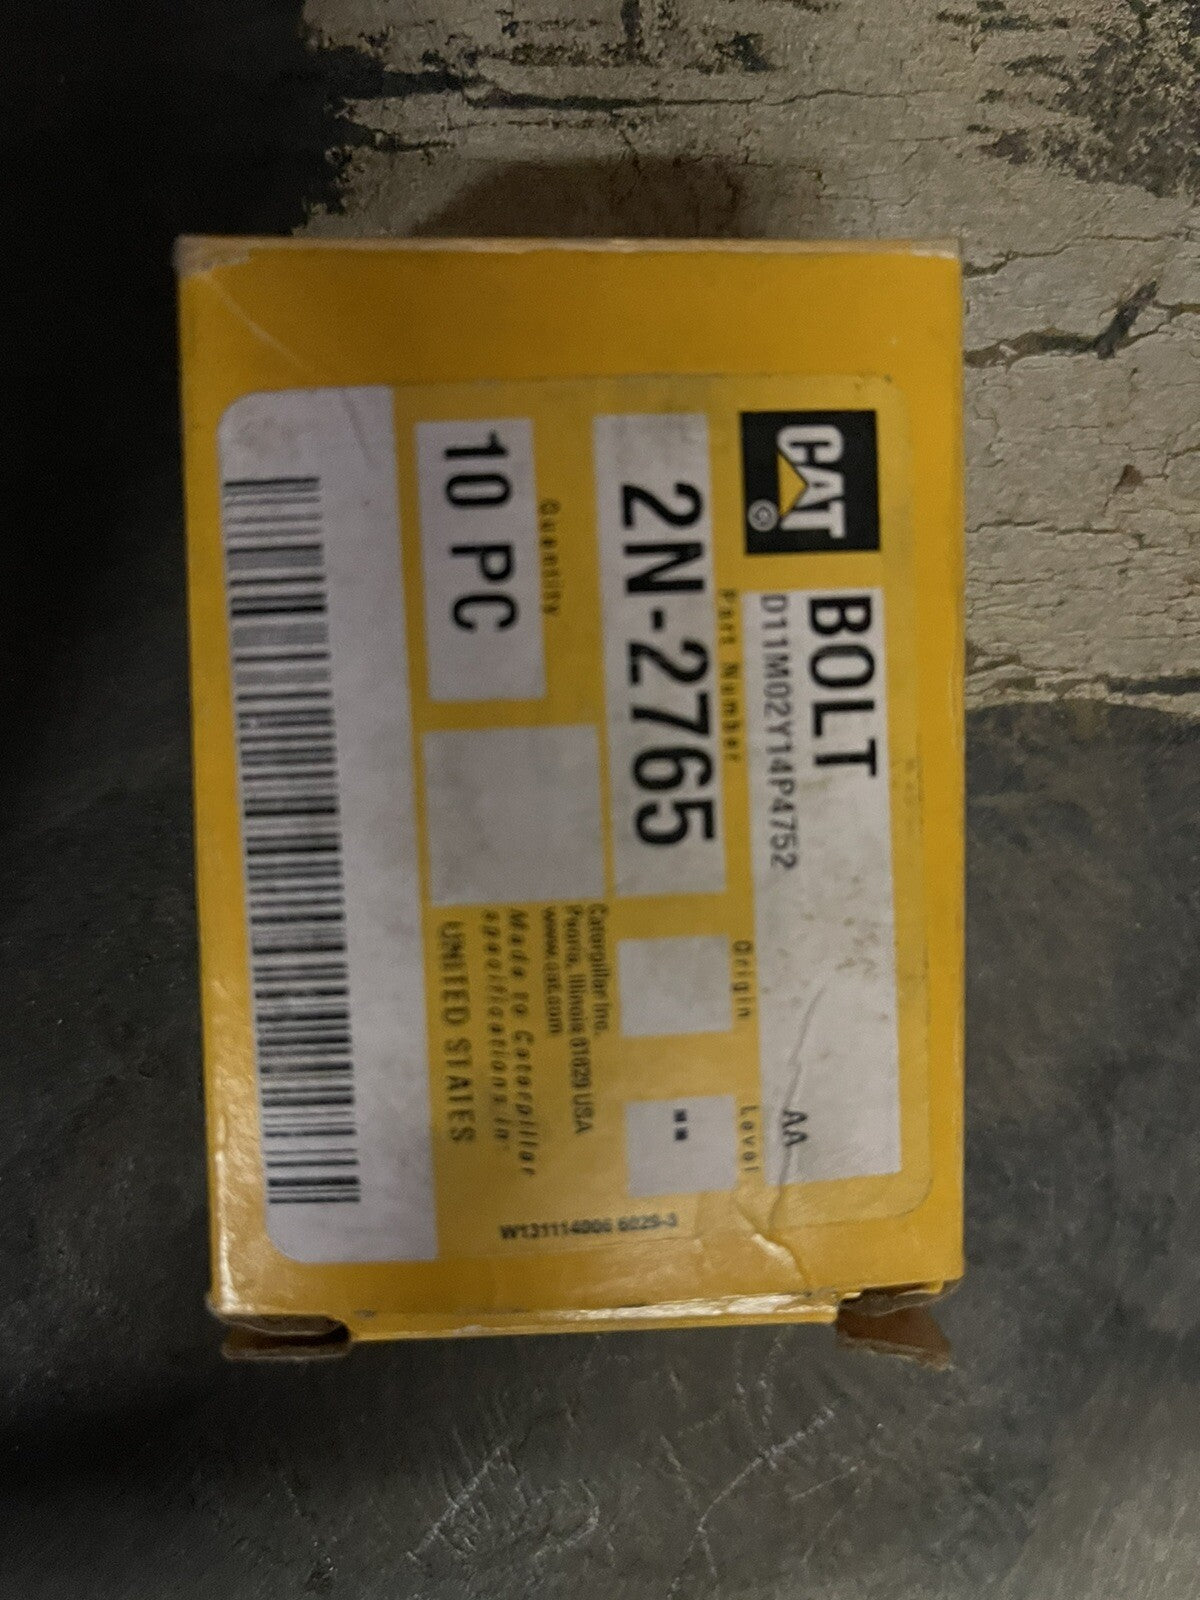 CAT®
BOLT
D11M02Y14P4752
AA
Part Number
Origin
Level
2N-2765
""
Quantity
10 PC
Caterpillar Inc.
Peoria, Illinois 61629 USA
www.cat.com
Made to Caterpillar
specifications in
UNITED STATES